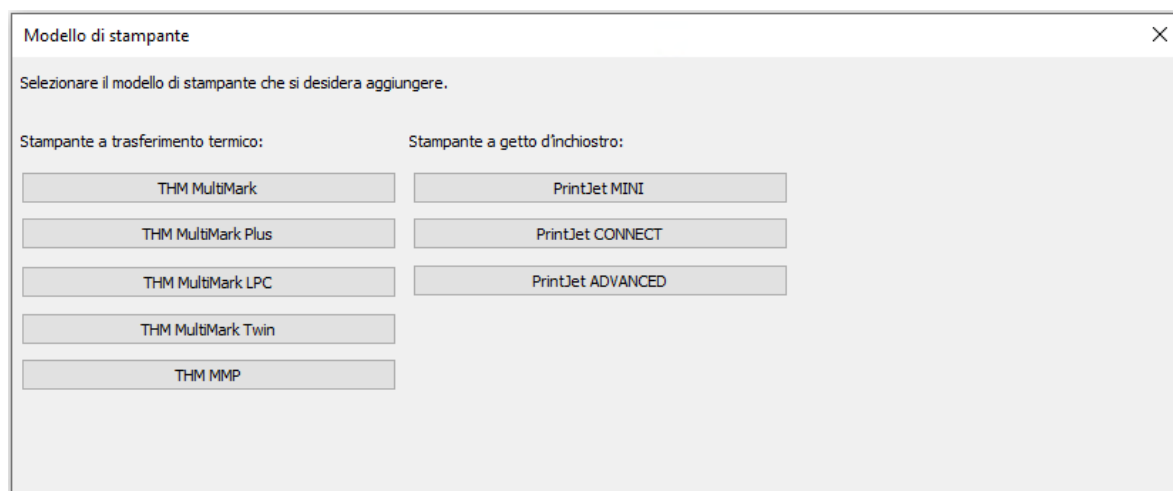 Modello di stampante
Selezionare il modello di stampante che si desidera aggiungere.
Stampante a trasferimento termico:
THM MultiMark
THM MultiMark Plus
THM MultiMark LPC
THM MultiMark Twin
THM MMP
Stampante a getto d'inchiostro:
PrintJet MINI
PrintJet CONNECT
PrintJet ADVANCED